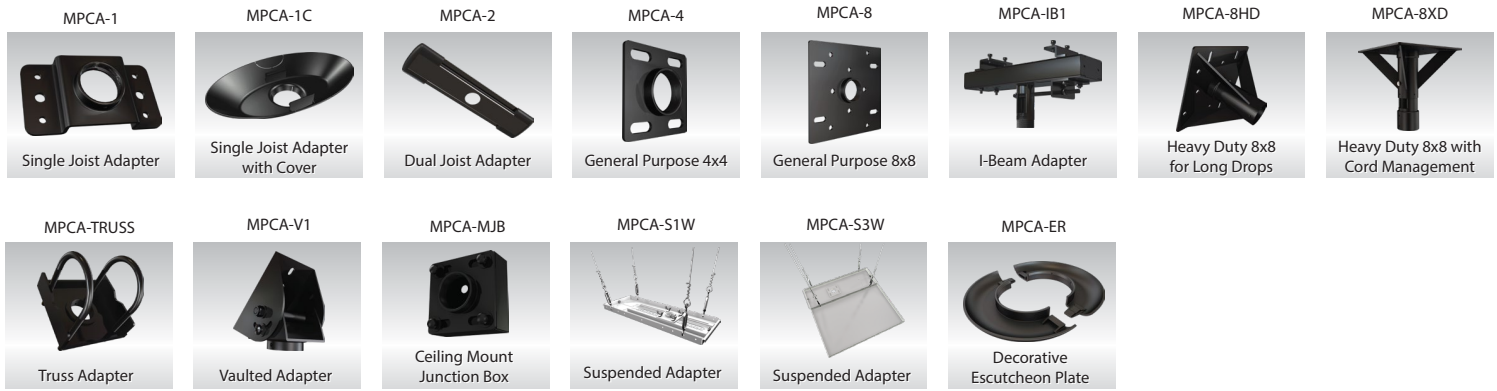 MPCA-1
MPCA-1C
MPCA-2
MPCA-4
MPCA-8
MPCA-IB1
MPCA-8HD
MPCA-8XD
Single Joist Adapter
Single Joist Adapter
with Cover
Dual Joist Adapter
General Purpose 4x4
General Purpose 8x8
I-Beam Adapter
Heavy Duty 8x8
for Long Drops
Heavy Duty 8x8 with
Cord Management
MPCA-TRUSS
MPCA-V1
MPCA-MJB
MPCA-S1W
MPCA-S3W
MPCA-ER
Truss Adapter
Vaulted Adapter
Ceiling Mount
Junction Box
Suspended Adapter
Suspended Adapter
Decorative
Escutcheon Plate